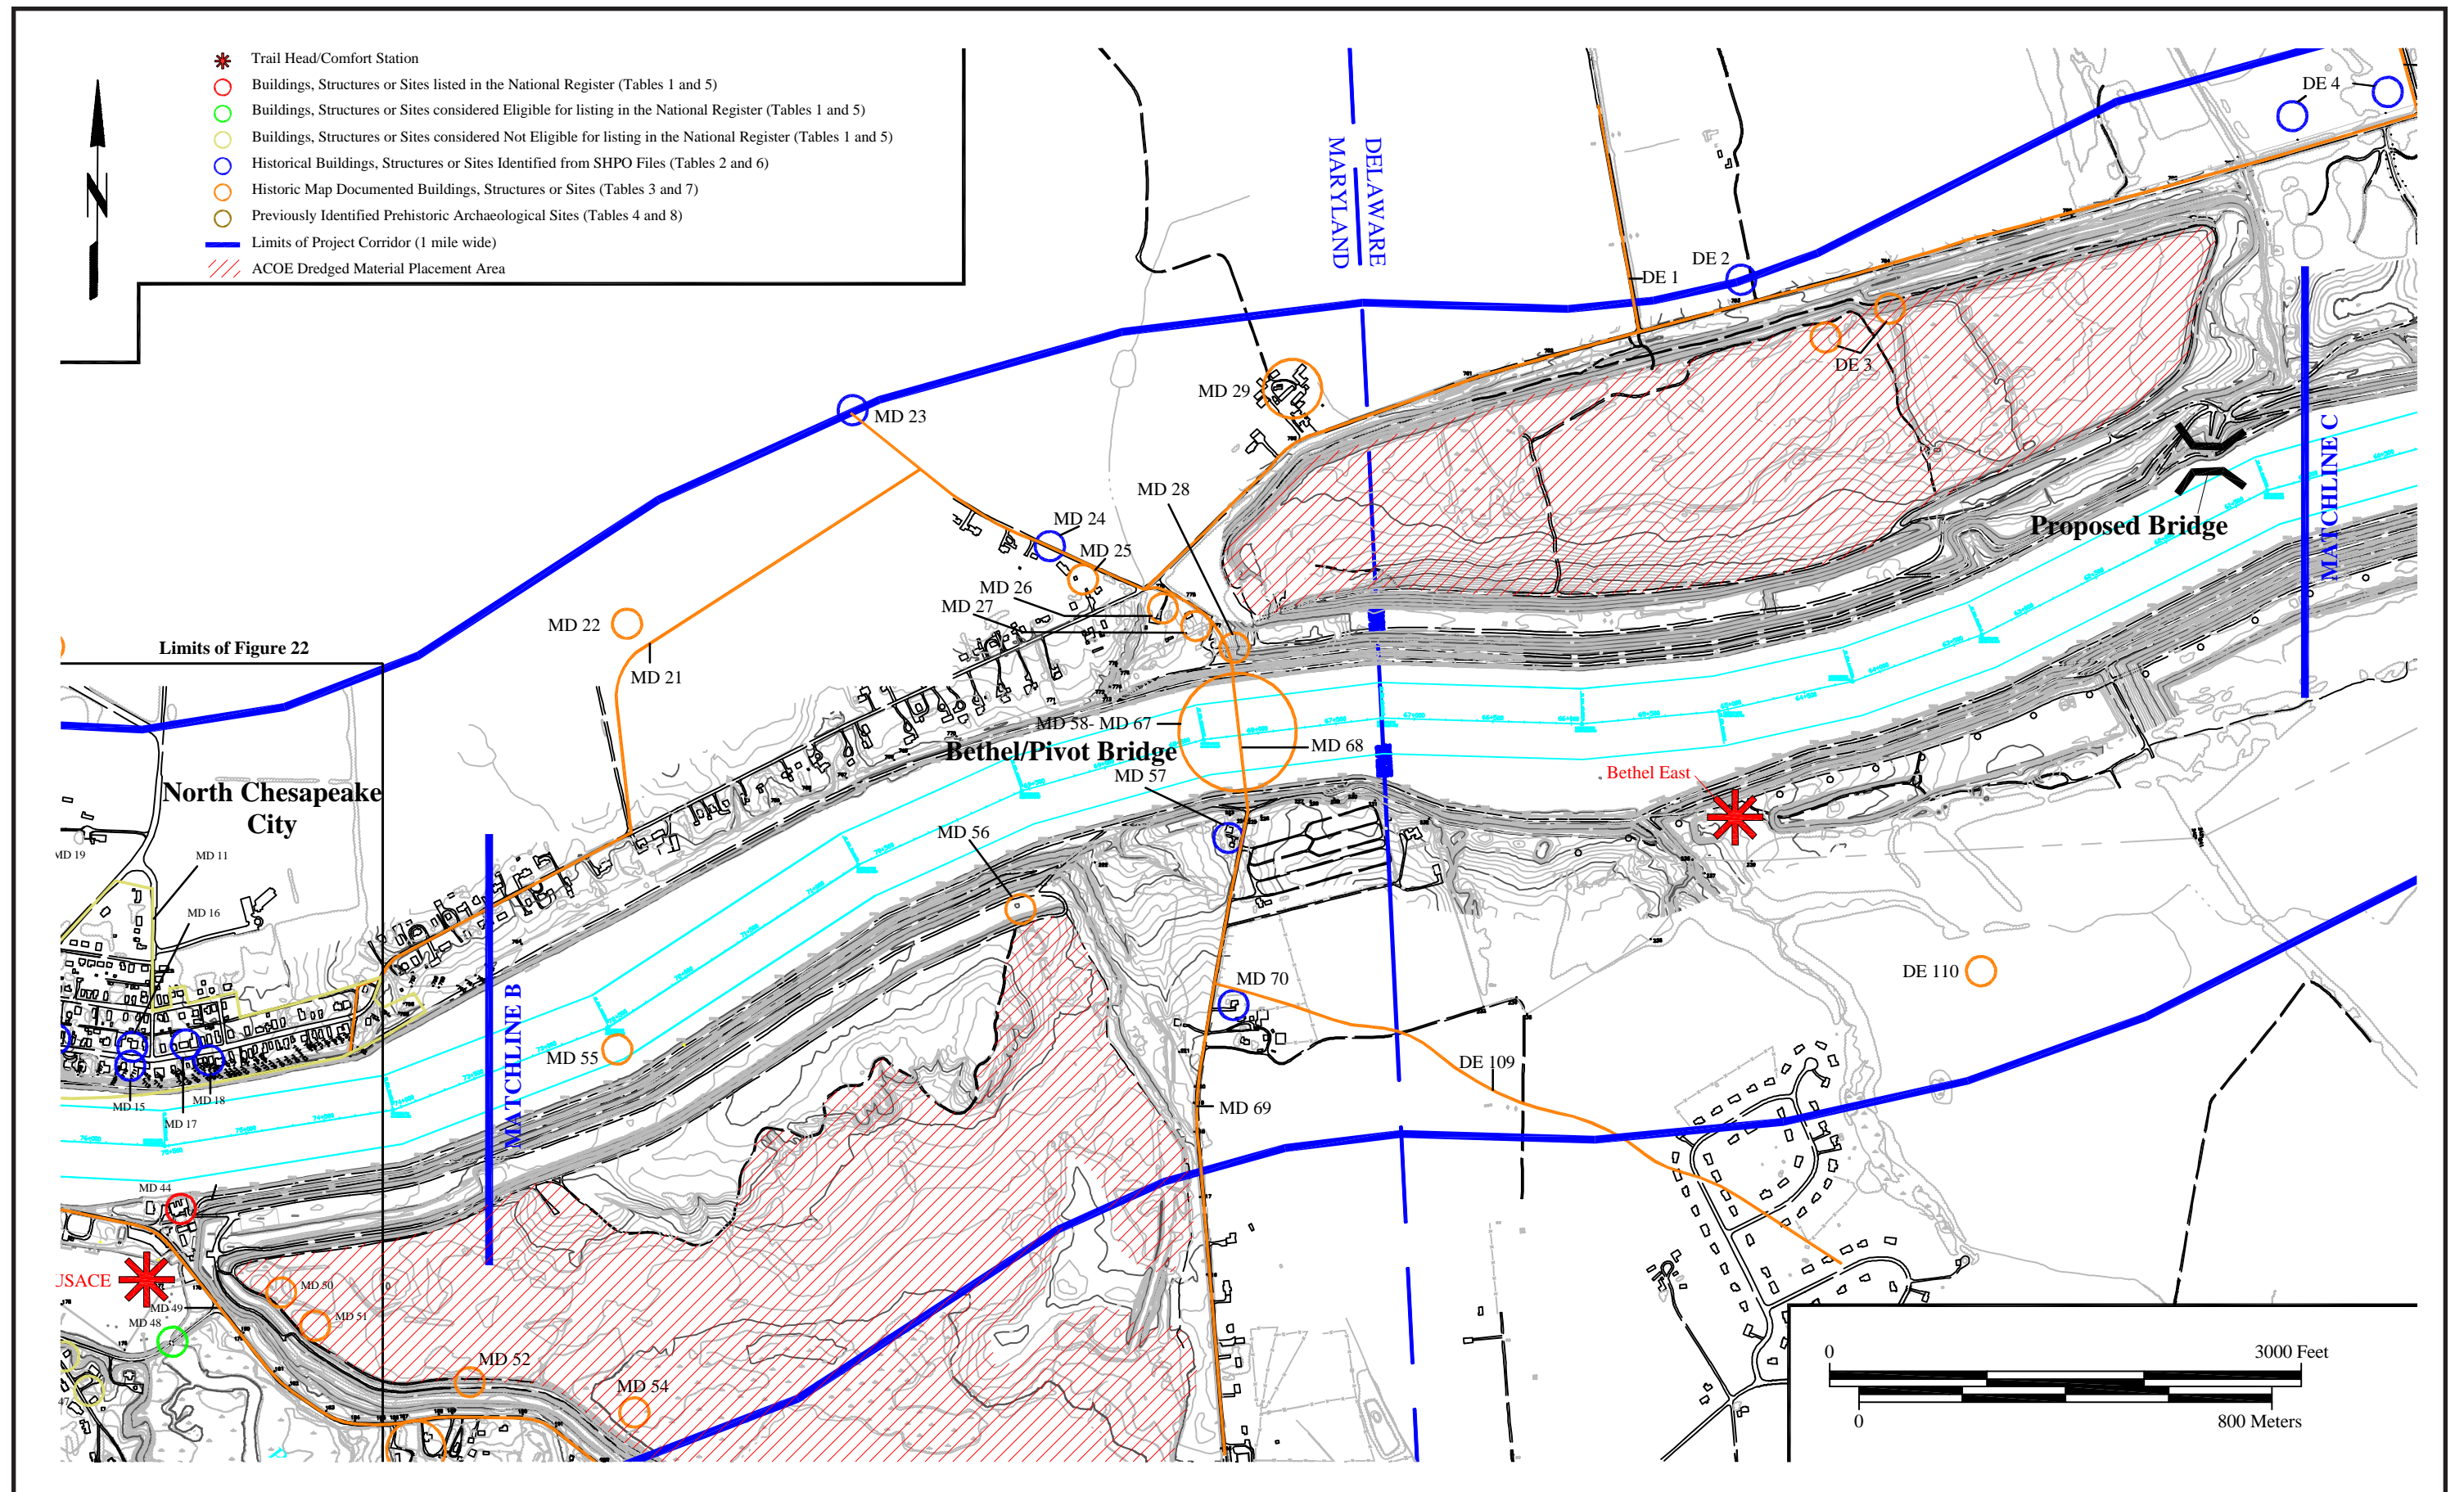 Trail Head/Comfort Station
Buildings, Structures or Sites listed in the National Register (Tables 1 and 5)
Buildings, Structures or Sites considered Eligible for listing in the National Register (Tables 1 and 5)
Buildings, Structures or Sites considered Not Eligible for listing in the National Register (Tables 1 and 5)
Historical Buildings, Structures or Sites Identified from SHPO Files (Tables 2 and 6)
Historic Map Documented Buildings, Structures or Sites (Tables 3 and 7)
Previously Identified Prehistoric Archaeological Sites (Tables 4 and 8)
Limits of Project Corridor (1 mile wide)
ACOE Dredged Material Placement Area
N
MARYLAND
DELAWARE
DE 4
DE 2
DE 1
DE 3
MD 29
MD 23
MATCHLINE C
MD 28
MD 24
Proposed Bridge
MD 25
MD 26
MD 27
MD 22
Limits of Figure 22
MD 21
MD 58- MD 67
MD 68
Bethel/Pivot Bridge
MD 57
Bethel East
North Chesapeake
City
MD 56
MD 19
MD 11
MD 16
DE 110
MD 70
MATCHLINE B
MD 55
DE 109
MD 15
MD 18
MD 17
MD 69
MD 44
USACE
MD 50
MD 49
MD 51
MD 48
MD 52
MD 54
47
0
3000 Feet
0
800 Meters